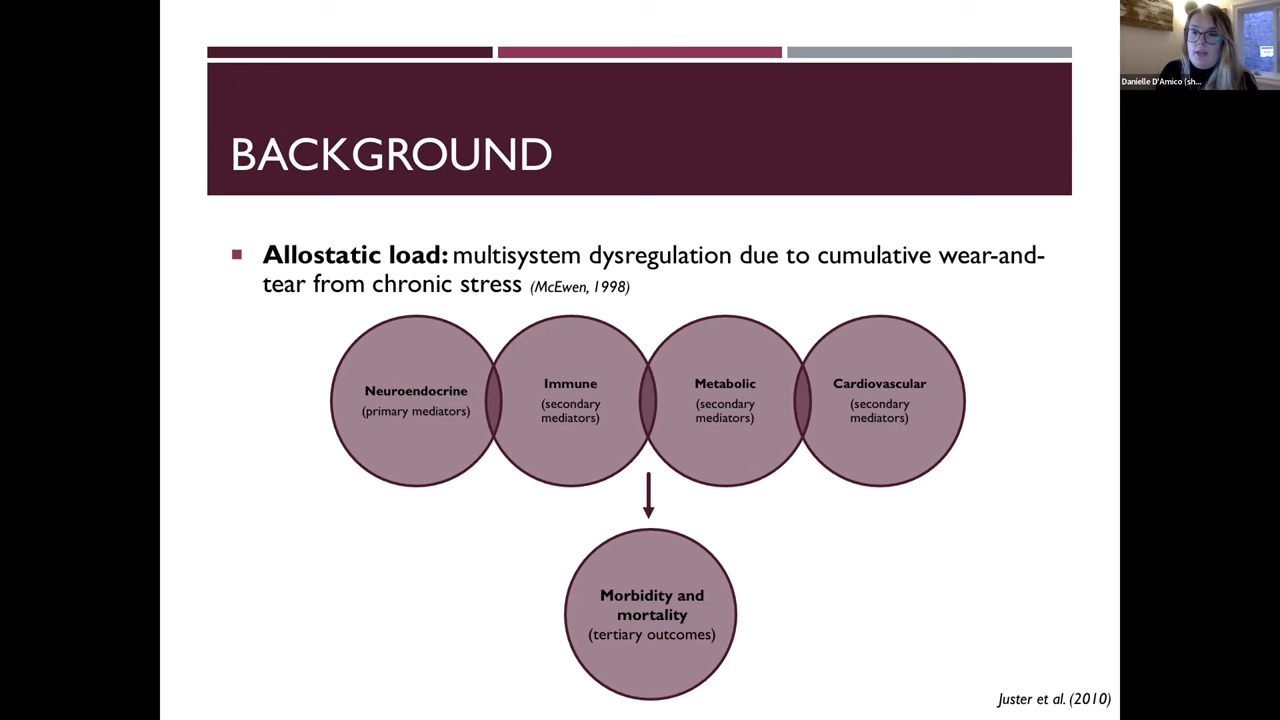 Danielle D'Amico (sh...
BACKGROUND
Allostatic load: multisystem dysregulation due to cumulative wear-and-
tear from chronic stress (McEwen, 1998)
Neuroendocrine
(primary mediators)
Immune
(secondary
mediators)
Metabolic
(secondary
mediators)
Cardiovascular
(secondary
mediators)
Morbidity and
mortality
(tertiary outcomes)
Juster et al. (2010)